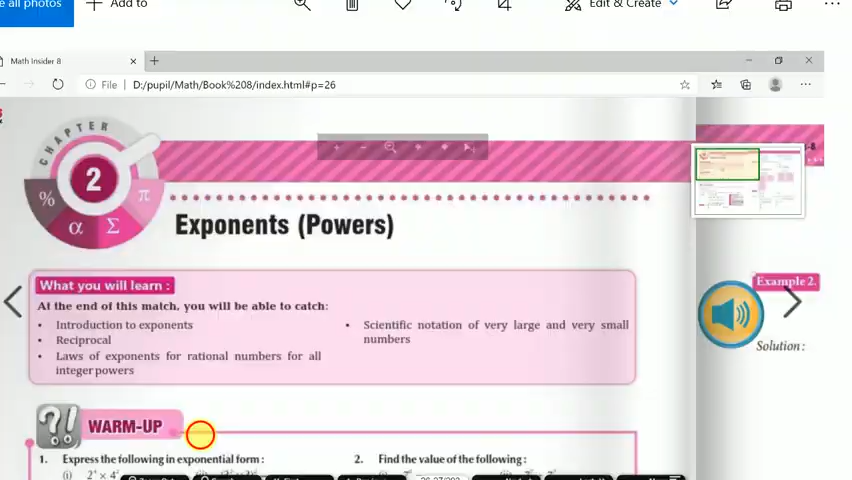 e all photos
Add to
Edit & Create
Math Insider 8
File
D:/pupil/Math/Book%208/index.html#p=26
CHAPTER
2
%
π
α
Σ
Exponents (Powers)
What you will learn :
At the end of this match, you will be able to catch:
• Introduction to exponents
• Reciprocal
• Laws of exponents for rational numbers for all
integer powers
• Scientific notation of very large and very small
numbers
Example 2.
Solution :
?!
WARM-UP
1. Express the following in exponential form :
2. Find the value of the following :